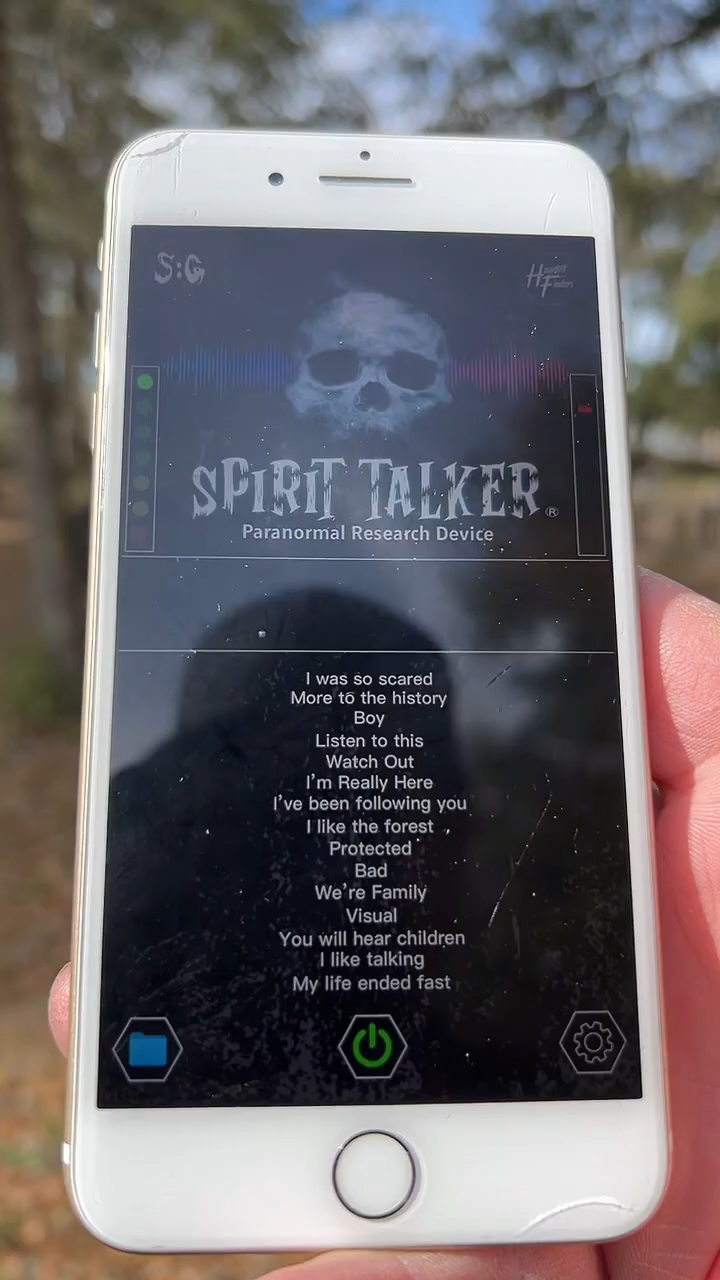 S:G
Haunted Finders
SPIRIT TALKER ®
Paranormal Research Device
I was so scared
More to the history
Boy
Listen to this
Watch Out
I'm Really Here
I've been following you
I like the forest
Protected
Bad
We're Family
Visual
You will hear children
I like talking
My life ended fast